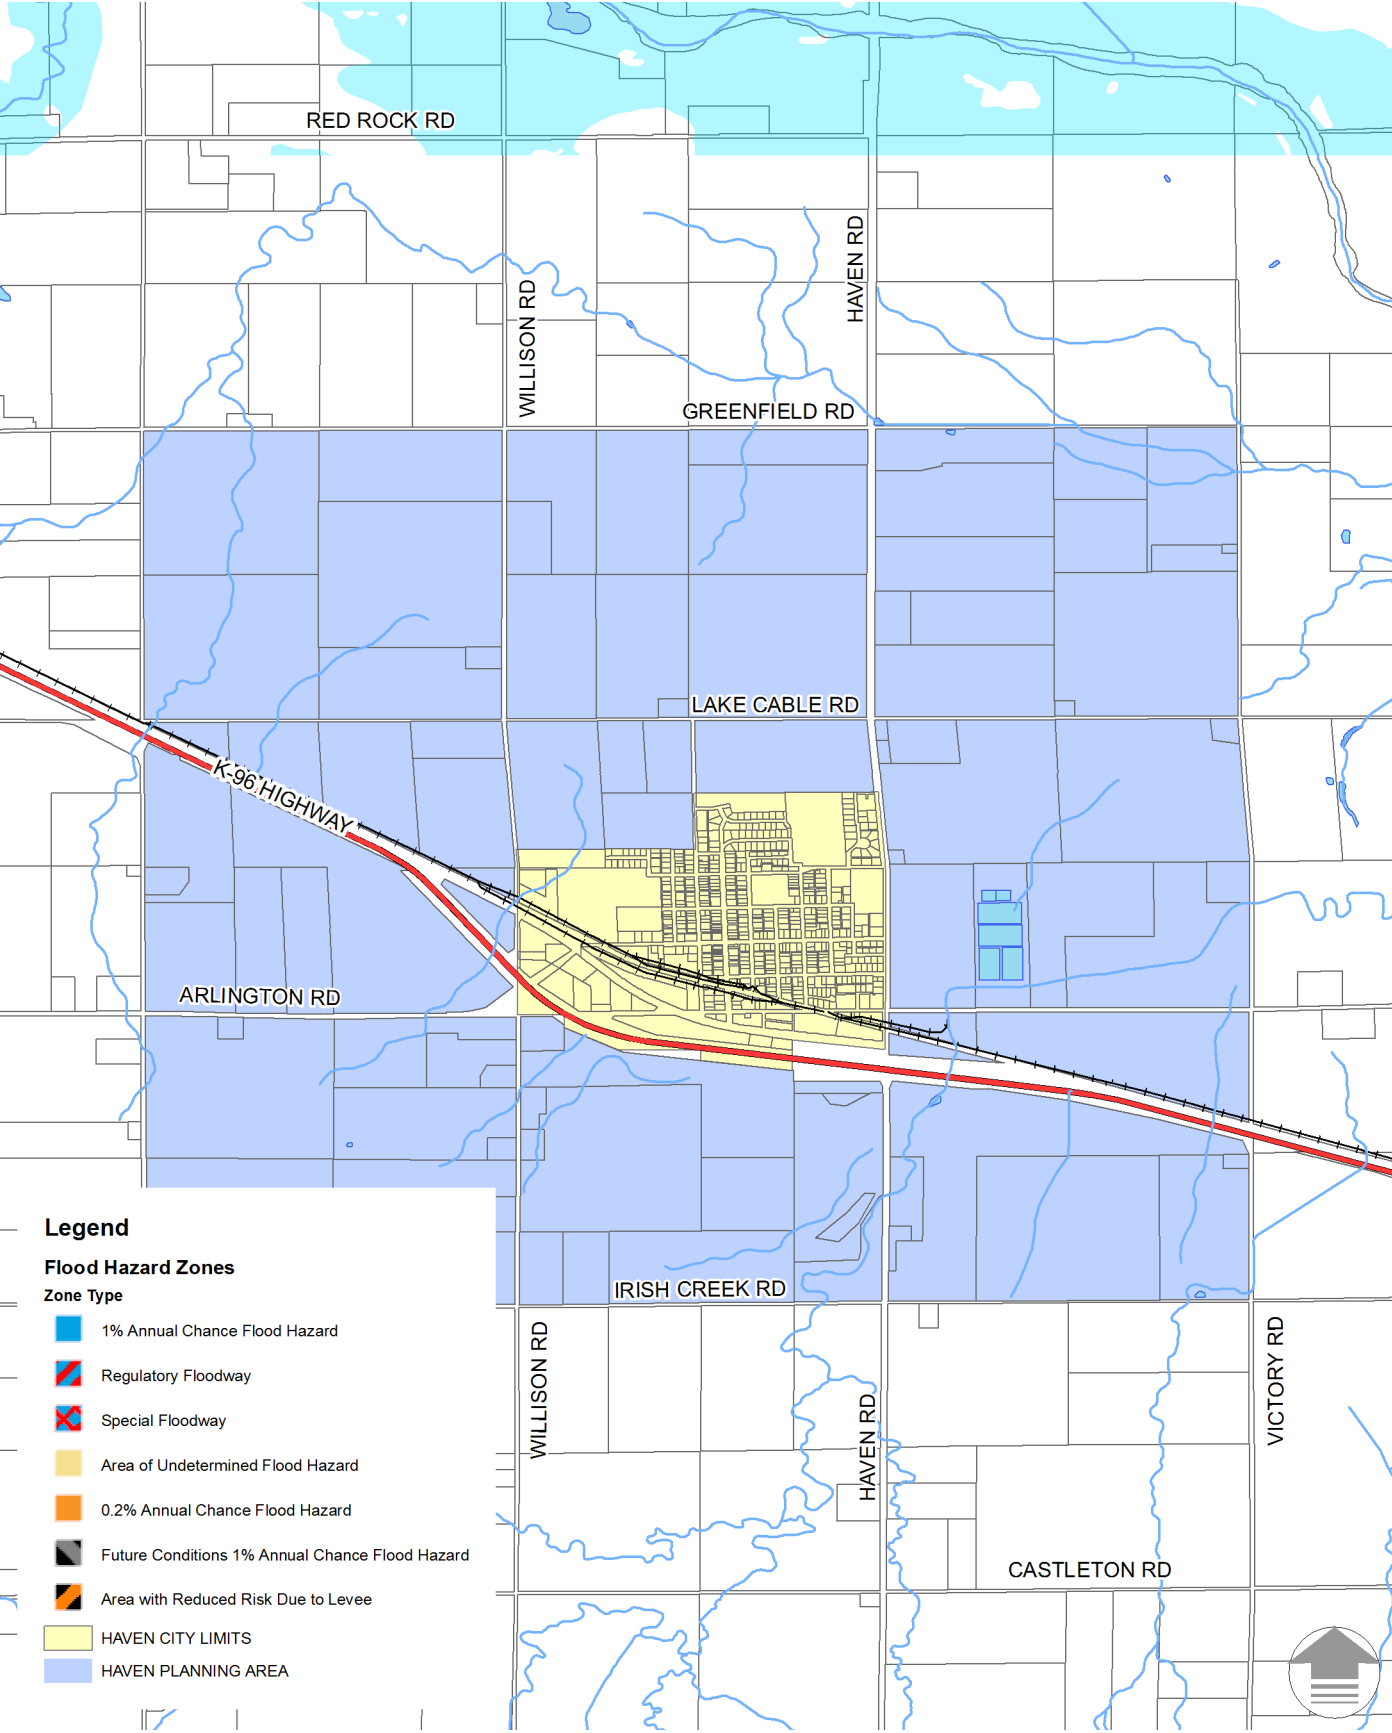 RED ROCK RD
HAVEN RD
WILLISON RD
GREENFIELD RD
LAKE CABLE RD
K-96 HIGHWAY
ARLINGTON RD
IRISH CREEK RD
WILLISON RD
HAVEN RD
VICTORY RD
CASTLETON RD
Legend
Flood Hazard Zones
Zone Type
1% Annual Chance Flood Hazard
Regulatory Floodway
Special Floodway
Area of Undetermined Flood Hazard
0.2% Annual Chance Flood Hazard
Future Conditions 1% Annual Chance Flood Hazard
Area with Reduced Risk Due to Levee
HAVEN CITY LIMITS
HAVEN PLANNING AREA